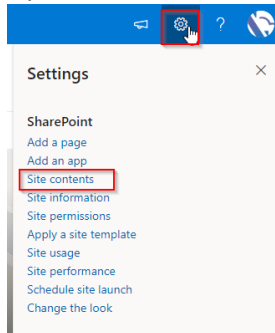 ?
Settings
SharePoint
Add a page
Add an app
Site contents
Site information
Site permissions
Apply a site template
Site usage
Site performance
Schedule site launch
Change the look